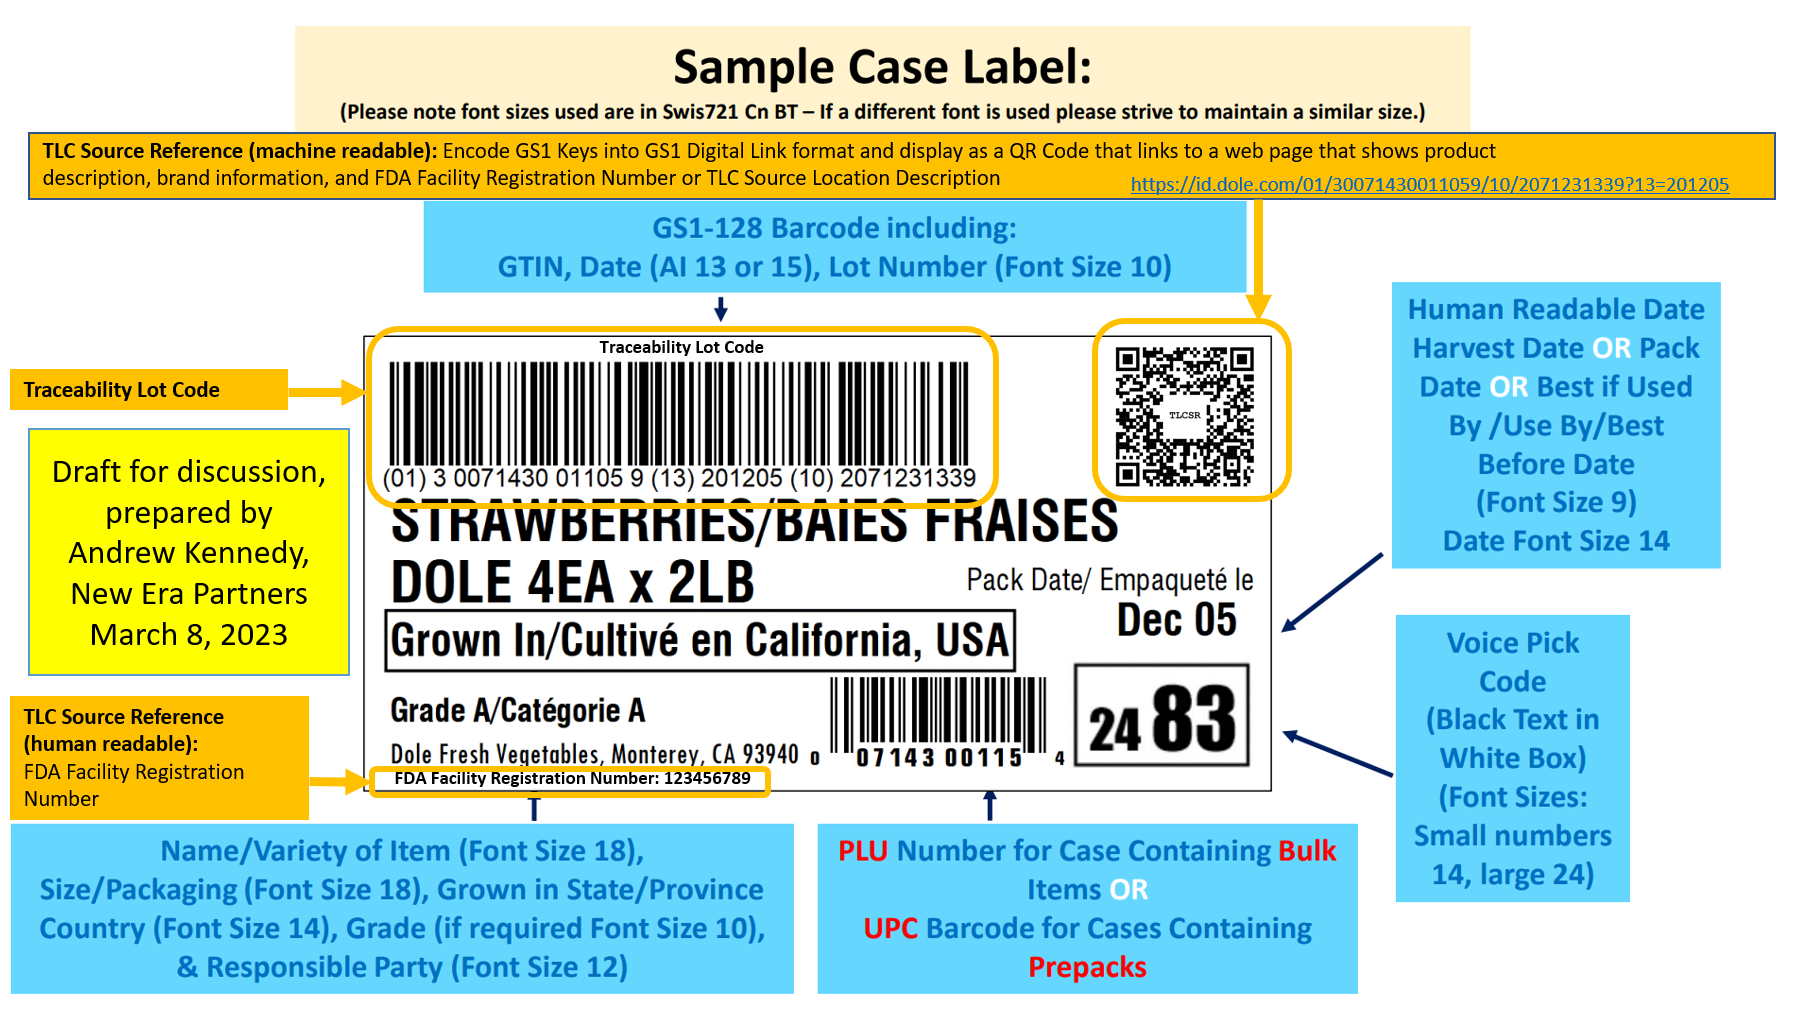 Sample Case Label:
(Please note font sizes used are in Swis721 Cn BT – If a different font is used please strive to maintain a similar size.)
TLC Source Reference (machine readable): Encode GS1 Keys into GS1 Digital Link format and display as a QR Code that links to a web page that shows product
description, brand information, and FDA Facility Registration Number or TLC Source Location Description
https://id.dole.com/01/30071430011059/10/2071231339?13=201205
GS1-128 Barcode including:
GTIN, Date (AI 13 or 15), Lot Number (Font Size 10)
Traceability Lot Code
Traceability Lot Code
(01) 3 0071430 01105 9 (13) 201205 (10) 2071231339
TLCSR
Human Readable Date
Harvest Date OR Pack
Date OR Best if Used
By /Use By/Best
Before Date
(Font Size 9)
Date Font Size 14
Draft for discussion,
prepared by
Andrew Kennedy,
New Era Partners
March 8, 2023
STRAWBERRIES/BAIES FRAISES
DOLE 4EA x 2LB
Pack Date/ Empaqueté le
Dec 05
Grown In/Cultivé en California, USA
Grade A/Catégorie A
Dole Fresh Vegetables, Monterey, CA 93940
0 07143 00115 4
24 83
FDA Facility Registration Number: 123456789
TLC Source Reference
(human readable):
FDA Facility Registration
Number
Voice Pick
Code
(Black Text in
White Box)
(Font Sizes:
Small numbers
14, large 24)
Name/Variety of Item (Font Size 18),
Size/Packaging (Font Size 18), Grown in State/Province
Country (Font Size 14), Grade (if required Font Size 10),
& Responsible Party (Font Size 12)
PLU Number for Case Containing Bulk
Items OR
UPC Barcode for Cases Containing
Prepacks